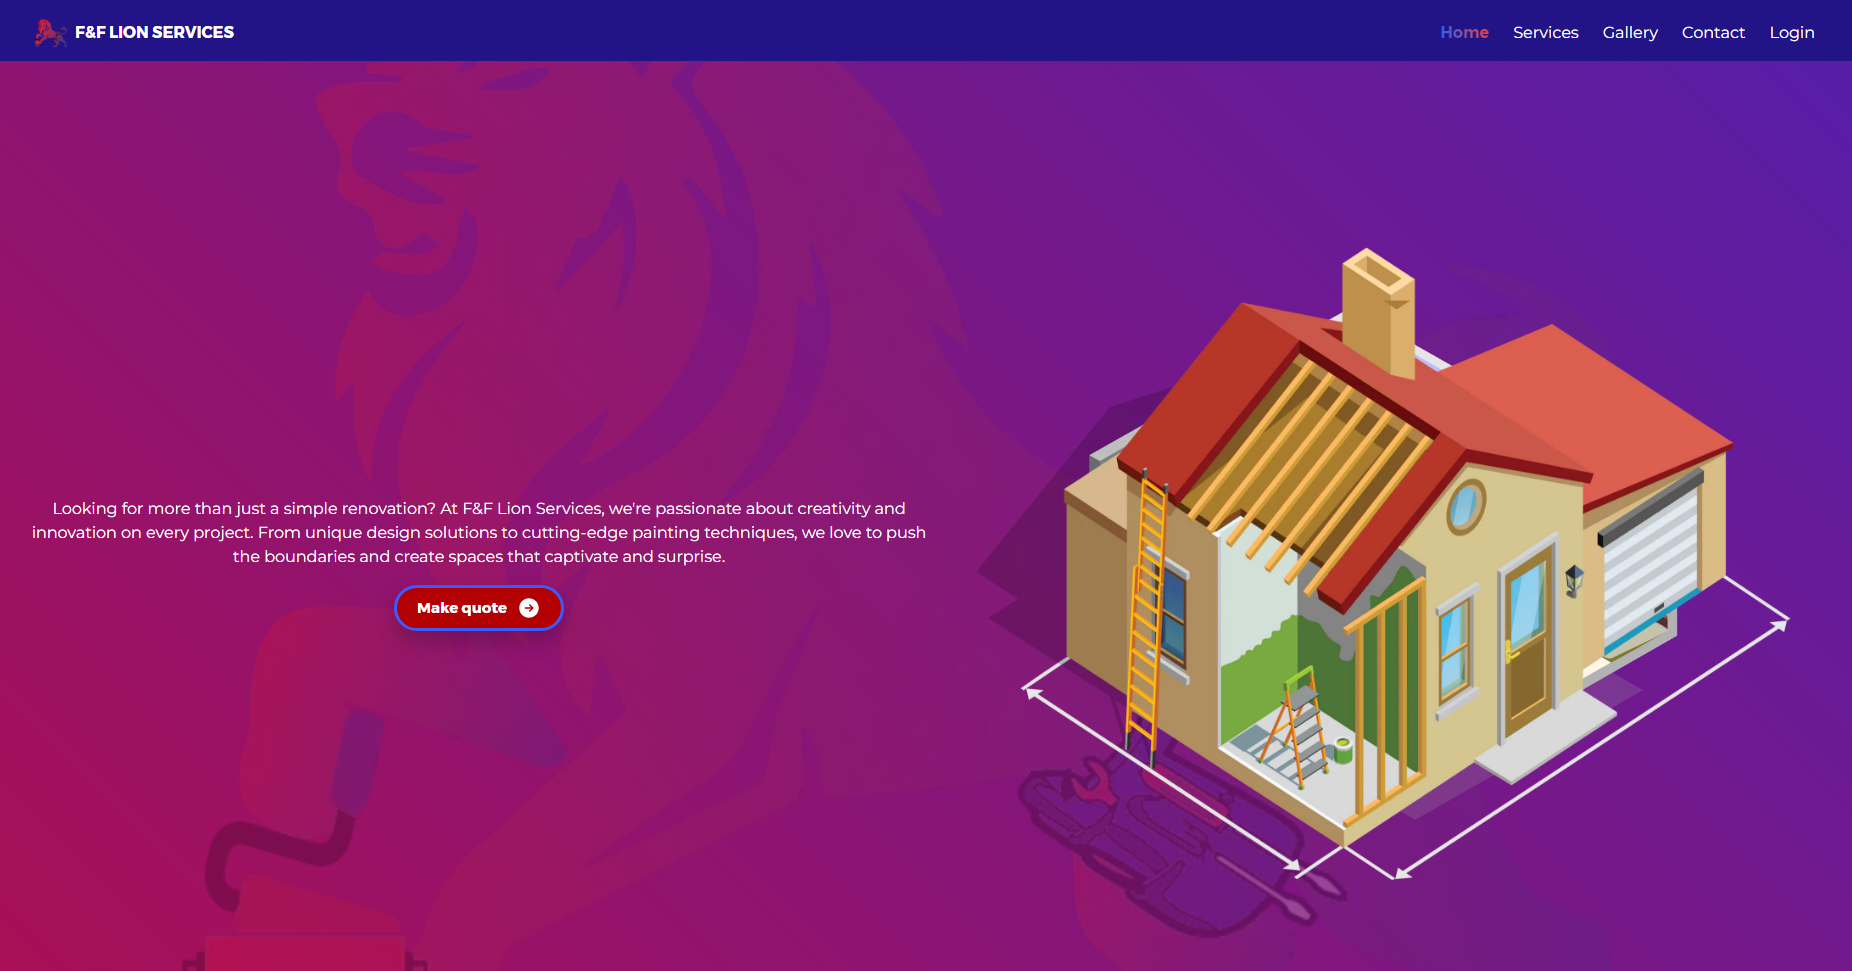 F&F LION SERVICES
Home
Services
Gallery
Contact
Login
Looking for more than just a simple renovation? At F&F Lion Services, we're passionate about creativity and
innovation on every project. From unique design solutions to cutting-edge painting techniques, we love to push
the boundaries and create spaces that captivate and surprise.
Make quote